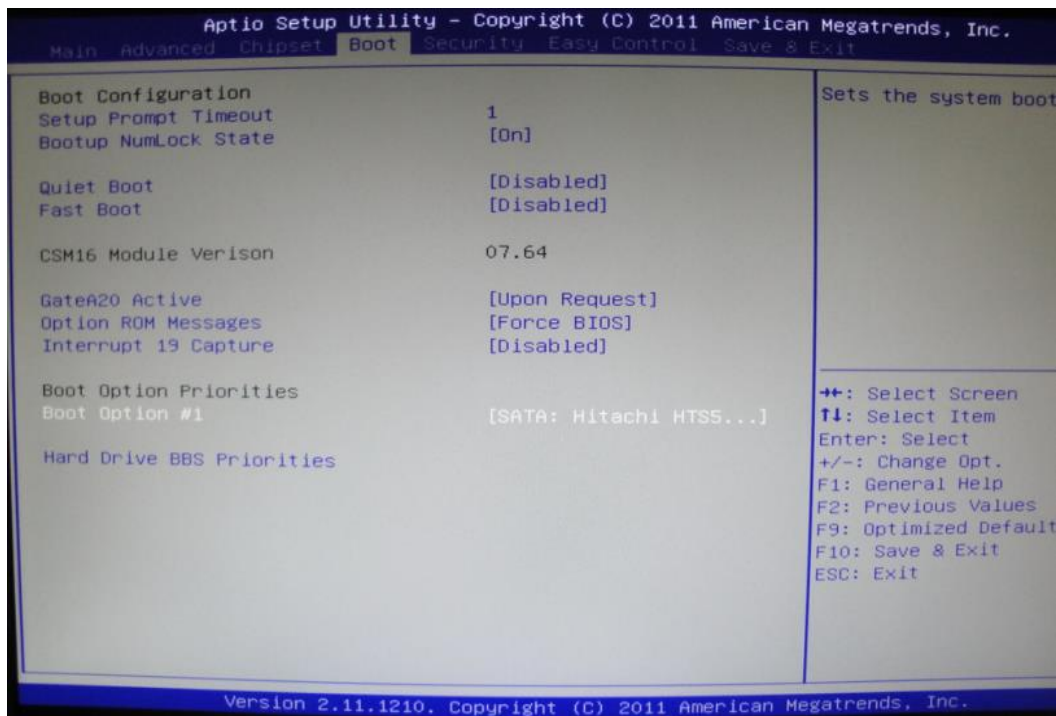 Aptio Setup Utility – Copyright (C) 2011 American Megatrends, Inc.
Main Advanced Chipset Boot Security Easy Control Save & Exit
Boot Configuration
Setup Prompt Timeout 1
Bootup NumLock State [On]
Quiet Boot [Disabled]
Fast Boot [Disabled]
CSM16 Module Verison 07.64
GateA20 Active [Upon Request]
Option ROM Messages [Force BIOS]
Interrupt 19 Capture [Disabled]
Boot Option Priorities
Boot Option #1 [SATA: Hitachi HTS5...]
Hard Drive BBS Priorities
Sets the system boot
→←: Select Screen
↑↓: Select Item
Enter: Select
+/-: Change Opt.
F1: General Help
F2: Previous Values
F9: Optimized Default
F10: Save & Exit
ESC: Exit
Version 2.11.1210. Copyright (C) 2011 American Megatrends, Inc.